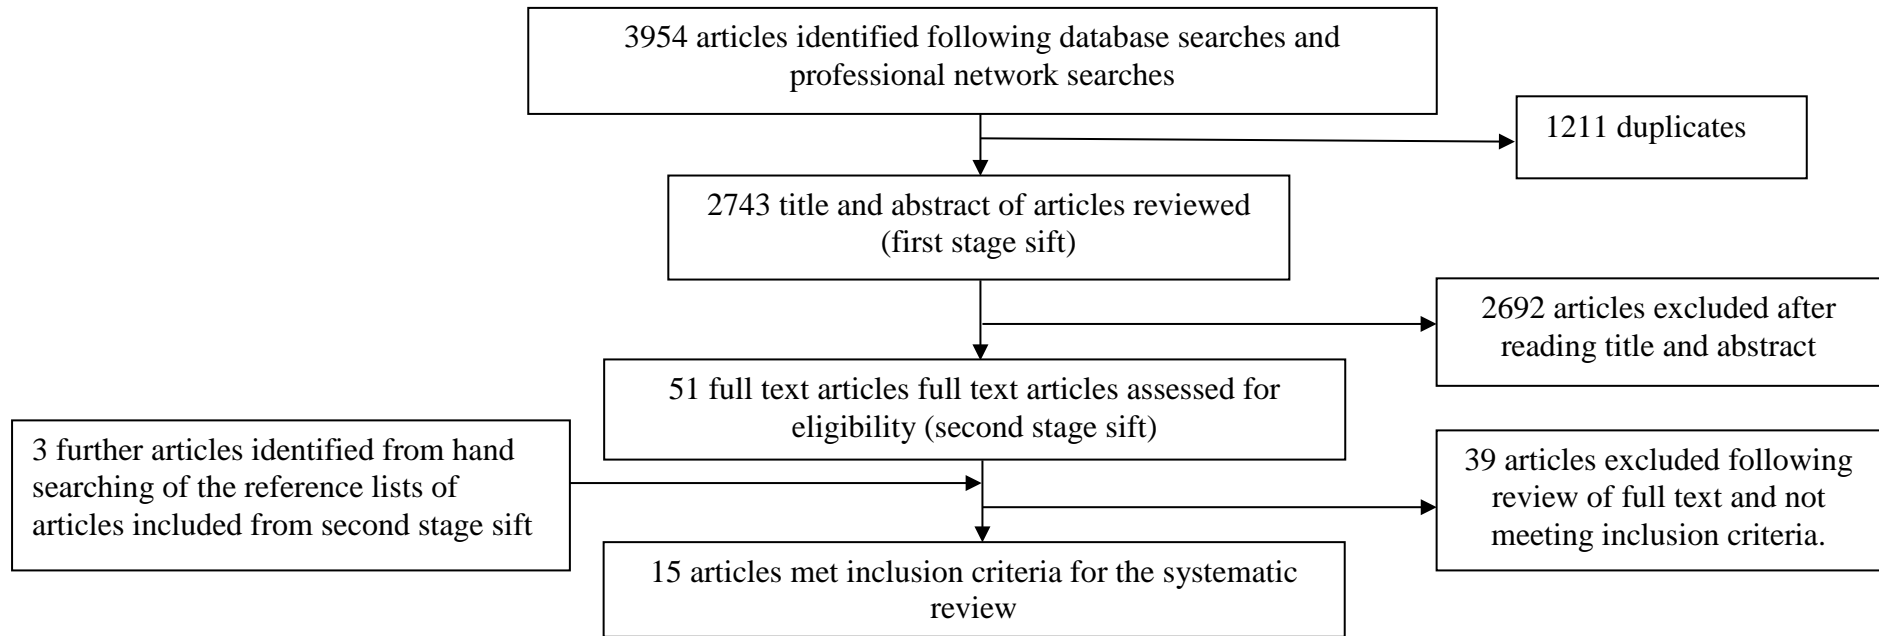 3954 articles identified following database searches and
professional network searches
1211 duplicates
2743 title and abstract of articles reviewed
(first stage sift)
2692 articles excluded after
reading title and abstract
51 full text articles full text articles assessed for
eligibility (second stage sift)
3 further articles identified from hand
searching of the reference lists of
articles included from second stage sift
39 articles excluded following
review of full text and not
meeting inclusion criteria.
15 articles met inclusion criteria for the systematic
review